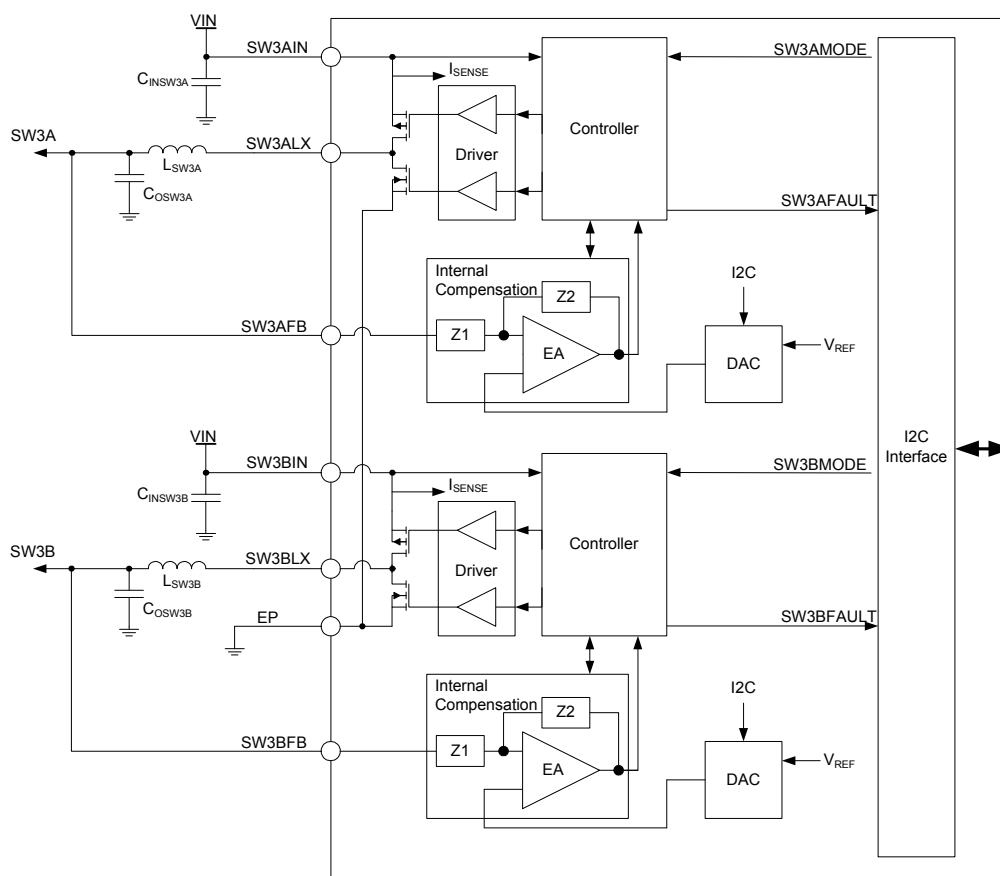 VIN
SW3AIN
SW3AMODE
ISENSE
CINSW3A
Controller
SW3A
SW3ALX
Driver
LSW3A
COSW3A
SW3AFAULT
Internal
Compensation
I2C
Z2
SW3AFB
Z1
EA
VREF
DAC
VIN
I2C
Interface
SW3BIN
SW3BMODE
ISENSE
CINSW3B
Controller
SW3B
SW3BLX
Driver
LSW3B
COSW3B
EP
SW3BFAULT
Internal
Compensation
I2C
Z2
SW3BFB
Z1
EA
VREF
DAC